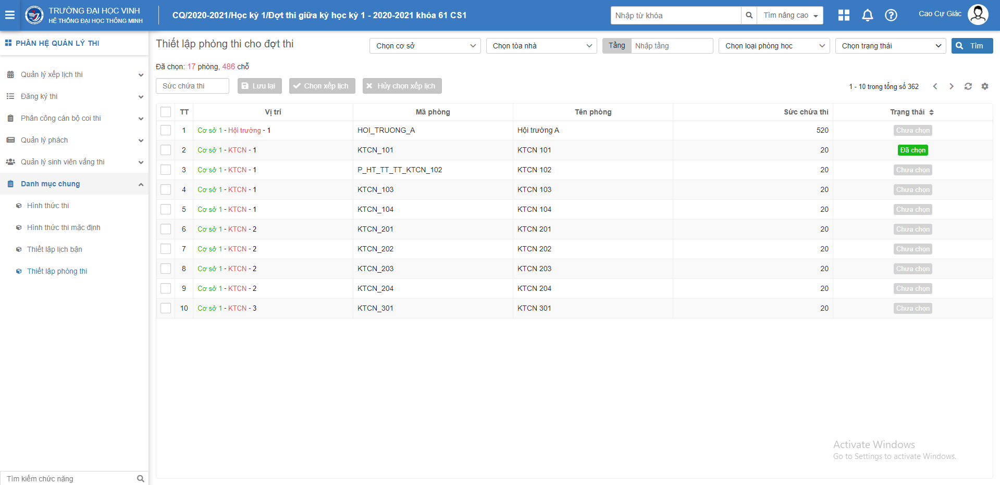 TRƯỜNG ĐẠI HỌC VINH
HỆ THỐNG ĐẠI HỌC THÔNG MINH
CQ/2020-2021/Học kỳ 1/Đợt thi giữa kỳ học kỳ 1 - 2020-2021 khóa 61 CS1
Nhập từ khóa
Tìm nâng cao
Cao Cự Giác
PHÂN HỆ QUẢN LÝ THI
Quản lý xếp lịch thi
Đăng ký thi
Phân công cán bộ coi thi
Quản lý phách
Quản lý sinh viên vắng thi
Danh mục chung
Hình thức thi
Hình thức thi mặc định
Thiết lập lịch bận
Thiết lập phòng thi
Tìm kiếm chức năng
Thiết lập phòng thi cho đợt thi
Chọn cơ sở
Chọn tòa nhà
Tầng
Nhập tầng
Chọn loại phòng học
Chọn trạng thái
Tìm
Đã chọn: 17 phòng, 486 chỗ
Sức chứa thi
Lưu lại
Chọn xếp lịch
Hủy chọn xếp lịch
1 - 10 trong tổng số 362
TT Vị trí Mã phòng Tên phòng Sức chứa thi Trạng thái
1 Cơ sở 1 - Hội trường - 1 HOI_TRUONG_A Hội trường A 520 Chưa chọn
2 Cơ sở 1 - KTCN - 1 KTCN_101 KTCN 101 20 Đã chọn
3 Cơ sở 1 - KTCN - 1 P_HT_TT_TT_KTCN_102 KTCN 102 20 Chưa chọn
4 Cơ sở 1 - KTCN - 1 KTCN_103 KTCN 103 20 Chưa chọn
5 Cơ sở 1 - KTCN - 1 KTCN_104 KTCN 104 20 Chưa chọn
6 Cơ sở 1 - KTCN - 2 KTCN_201 KTCN 201 20 Chưa chọn
7 Cơ sở 1 - KTCN - 2 KTCN_202 KTCN 202 20 Chưa chọn
8 Cơ sở 1 - KTCN - 2 KTCN_203 KTCN 203 20 Chưa chọn
9 Cơ sở 1 - KTCN - 2 KTCN_204 KTCN 204 20 Chưa chọn
10 Cơ sở 1 - KTCN - 3 KTCN_301 KTCN 301 20 Chưa chọn
Activate Windows
Go to Settings to activate Windows.